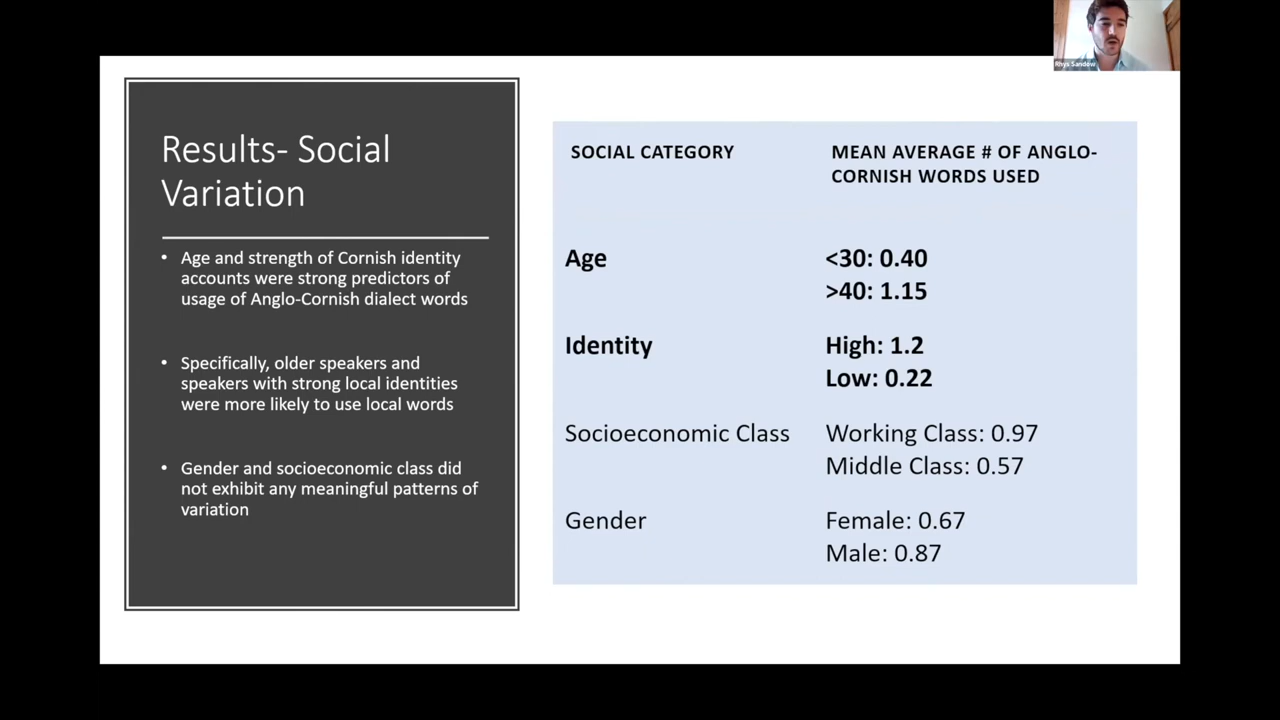 Rhys Sandow
Results- Social
Variation
• Age and strength of Cornish identity
accounts were strong predictors of
usage of Anglo-Cornish dialect words
• Specifically, older speakers and
speakers with strong local identities
were more likely to use local words
• Gender and socioeconomic class did
not exhibit any meaningful patterns of
variation
SOCIAL CATEGORY
MEAN AVERAGE # OF ANGLO-
CORNISH WORDS USED
Age
<30: 0.40
>40: 1.15
Identity
High: 1.2
Low: 0.22
Socioeconomic Class
Working Class: 0.97
Middle Class: 0.57
Gender
Female: 0.67
Male: 0.87